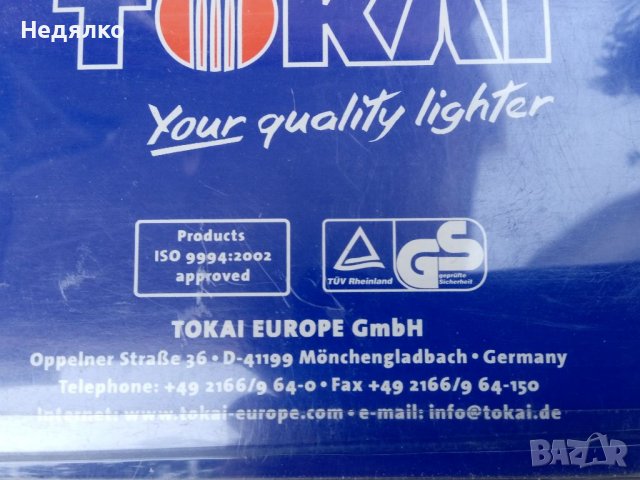 Недялко
TOKAI
Your quality lighter
Products
ISO 9994:2002
approved
TÜV Rheinland
GS
geprüfte
Sicherheit
TOKAI EUROPE GmbH
Oppelner Straße 36 • D-41199 Mönchengladbach • Germany
Telephone: +49 2166/9 64-0 • Fax +49 2166/9 64-150
Internet: www.tokai-europe.com • e-mail: info@tokai.de
BAZAR